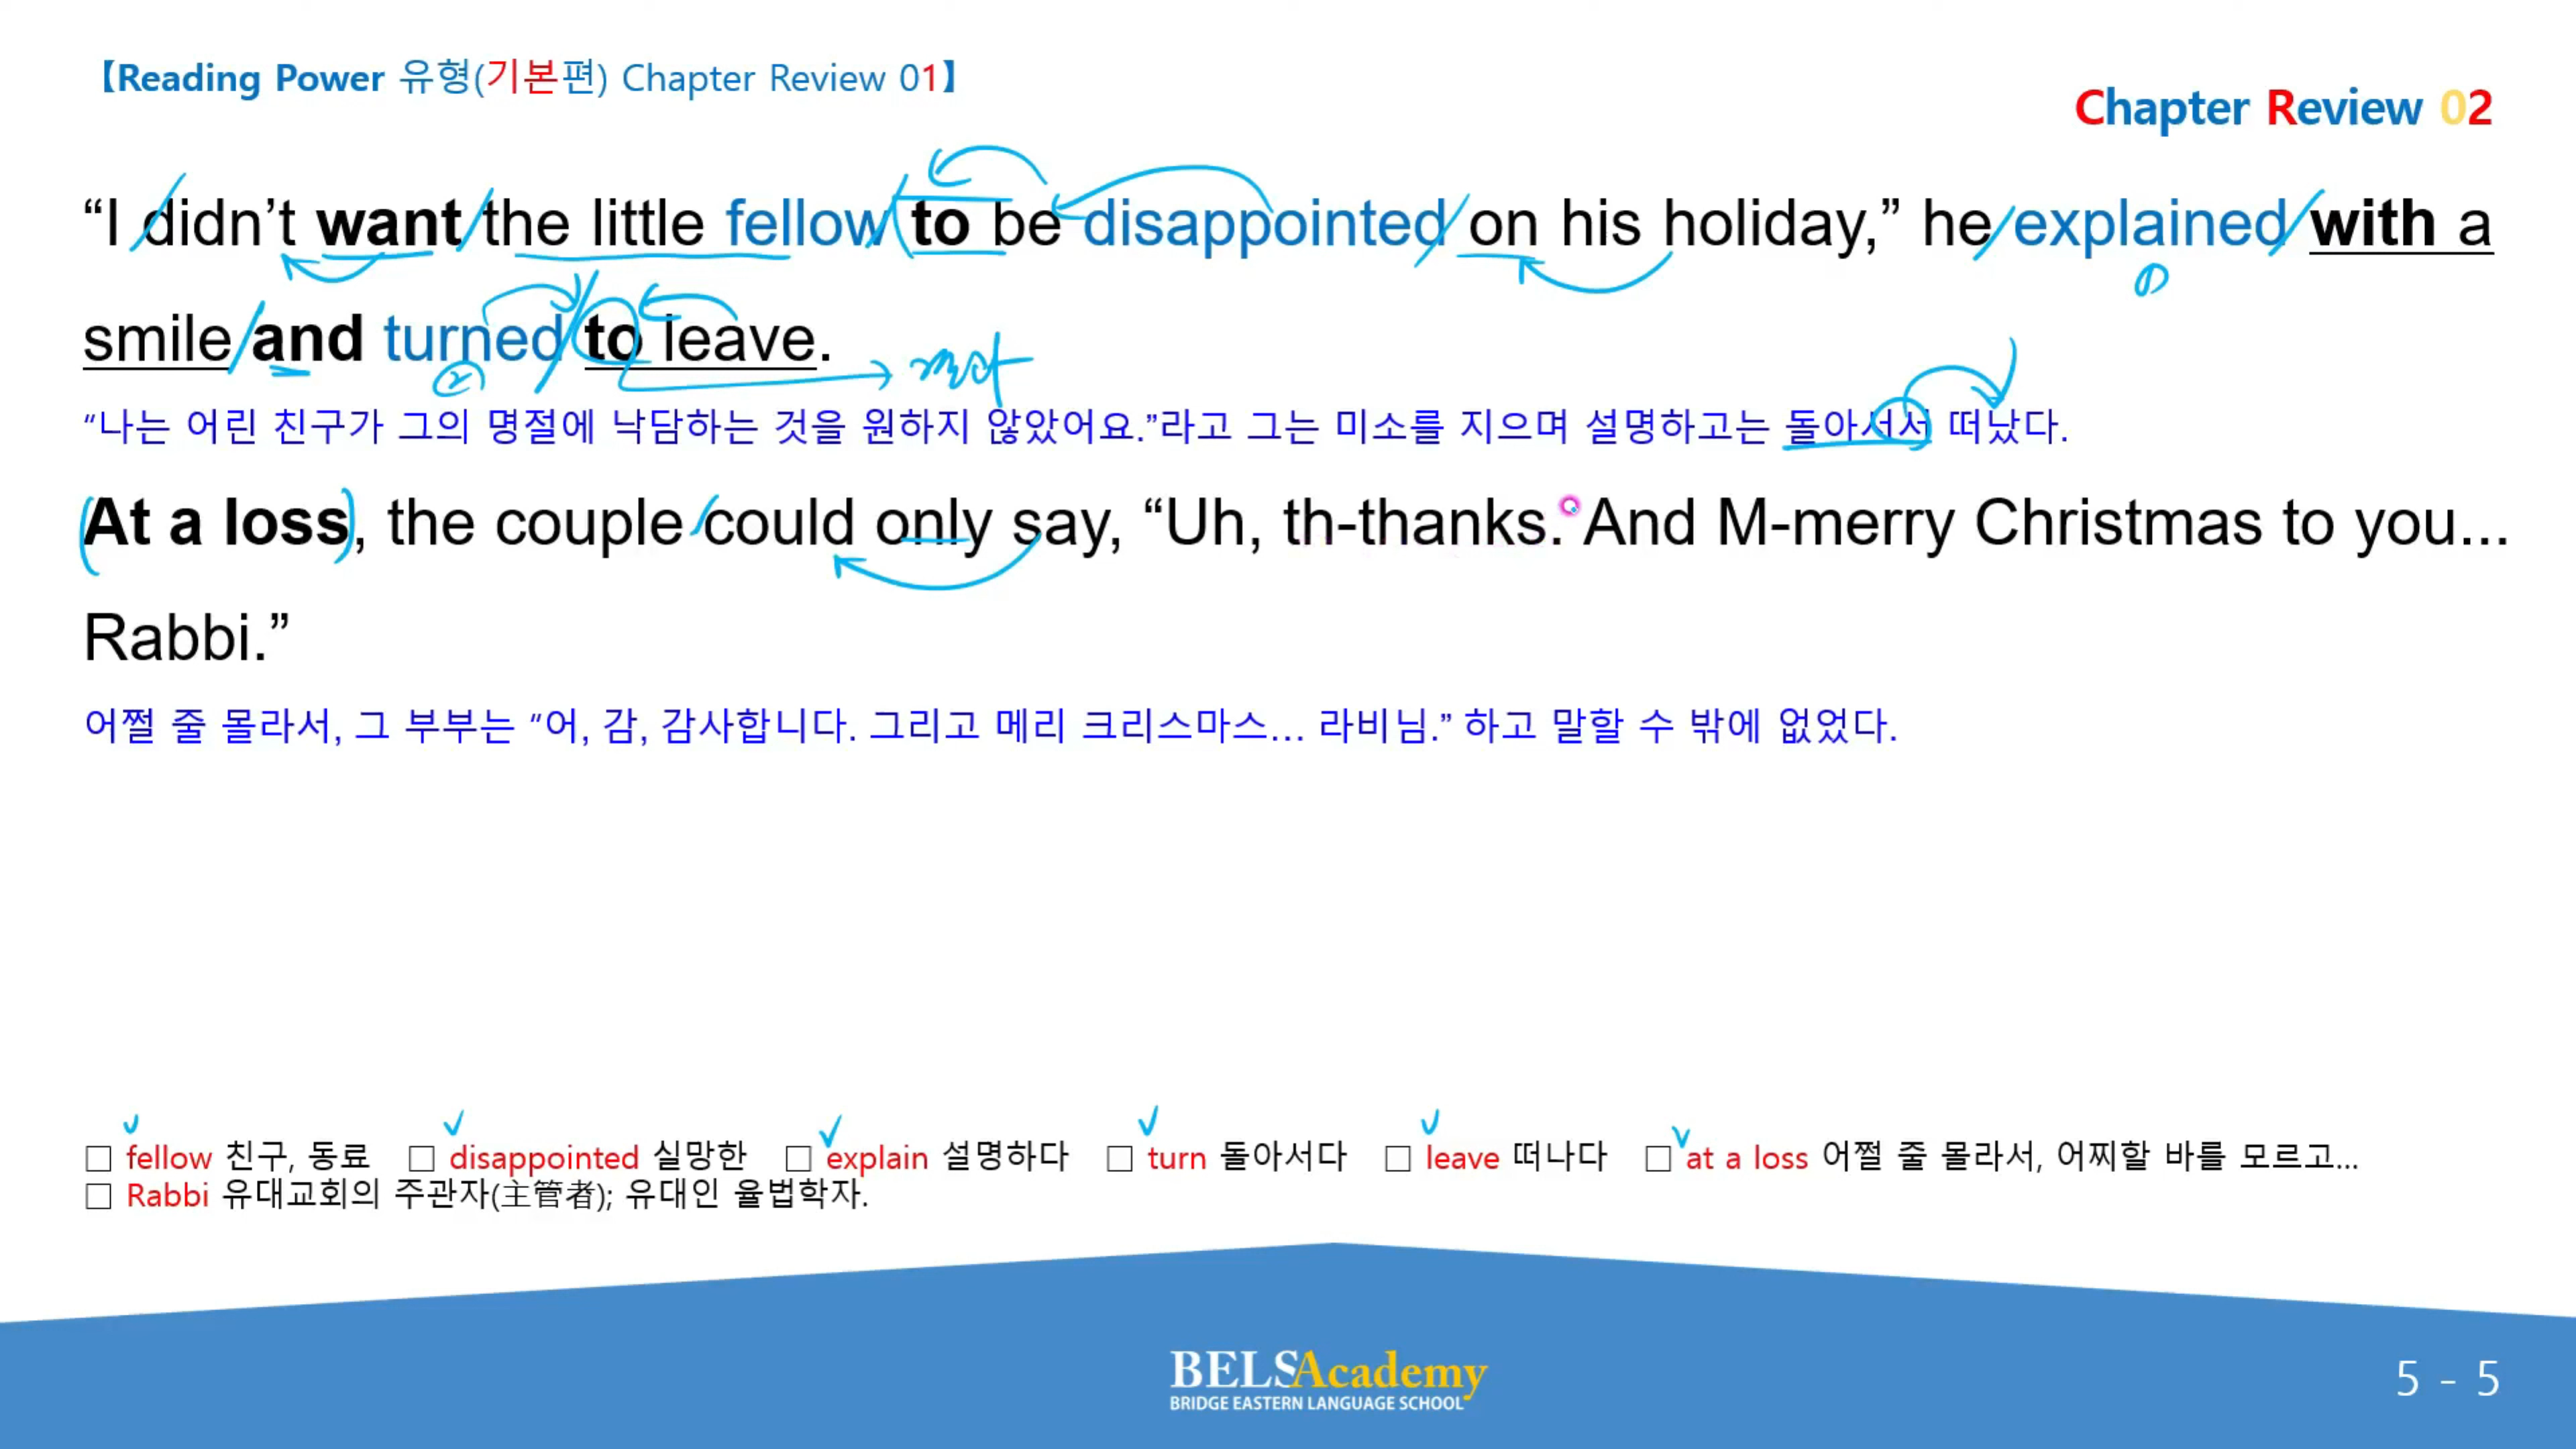 【Reading Power 유형(기본편) Chapter Review 01】
Chapter Review 02
“I didn’t want the little fellow to be disappointed on his holiday,” he explained with a
smile and turned to leave.
“나는 어린 친구가 그의 명절에 낙담하는 것을 원하지 않았어요.”라고 그는 미소를 지으며 설명하고는 돌아서서 떠났다.
At a loss, the couple could only say, “Uh, th-thanks. And M-merry Christmas to you...
Rabbi.”
어쩔 줄 몰라서, 그 부부는 “어, 감, 감사합니다. 그리고 메리 크리스마스... 라비님.” 하고 말할 수 밖에 없었다.
□ fellow 친구, 동료 □ disappointed 실망한 □ explain 설명하다 □ turn 돌아서다 □ leave 떠나다 □ at a loss 어쩔 줄 몰라서, 어찌할 바를 모르고...
□ Rabbi 유대교회의 주관자(主管者); 유대인 율법학자.
BELSAcademy
BRIDGE EASTERN LANGUAGE SCHOOL
5 - 5